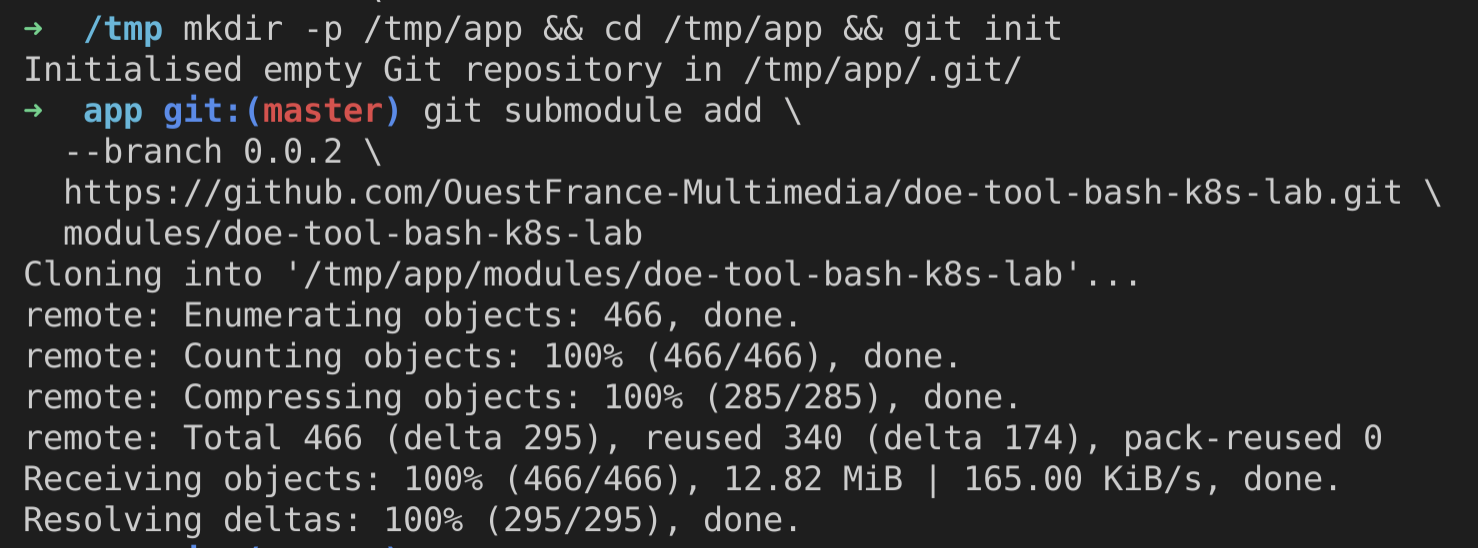 → /tmp mkdir -p /tmp/app && cd /tmp/app && git init
Initialised empty Git repository in /tmp/app/.git/
→ app git:(master) git submodule add \
--branch 0.0.2 \
https://github.com/OuestFrance-Multimedia/doe-tool-bash-k8s-lab.git \
modules/doe-tool-bash-k8s-lab
Cloning into '/tmp/app/modules/doe-tool-bash-k8s-lab'...
remote: Enumerating objects: 466, done.
remote: Counting objects: 100% (466/466), done.
remote: Compressing objects: 100% (285/285), done.
remote: Total 466 (delta 295), reused 340 (delta 174), pack-reused 0
Receiving objects: 100% (466/466), 12.82 MiB | 165.00 KiB/s, done.
Resolving deltas: 100% (295/295), done.